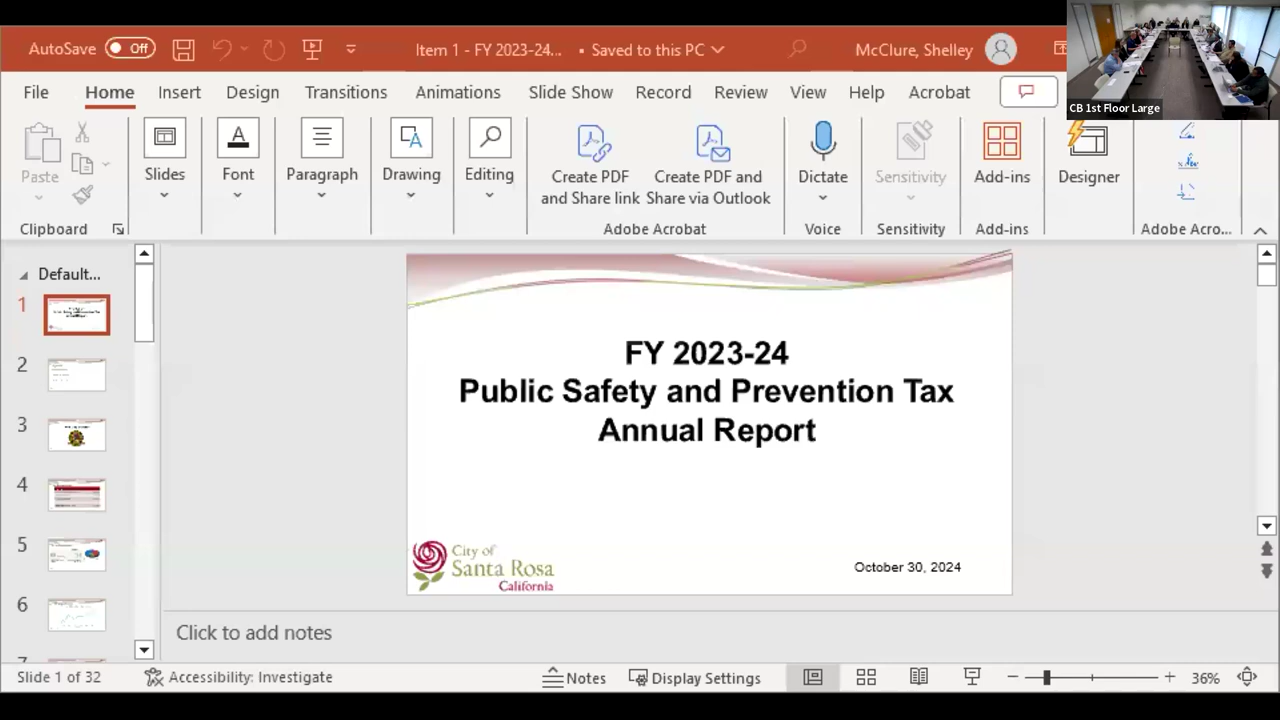 AutoSave Off Item 1 - FY 2023-24... • Saved to this PC McClure, Shelley
CB 1st Floor Large
File Home Insert Design Transitions Animations Slide Show Record Review View Help Acrobat
Paste Slides Font Paragraph Drawing Editing Create PDF and Share link Create PDF and Share via Outlook Dictate Sensitivity Add-ins Designer
Clipboard Adobe Acrobat Voice Sensitivity Add-ins Adobe Acro...
Default...
1
2
3
4
5
6
7
FY 2023-24
Public Safety and Prevention Tax
Annual Report
City of
Santa Rosa
California
October 30, 2024
Click to add notes
Slide 1 of 32 Accessibility: Investigate Notes Display Settings 36%